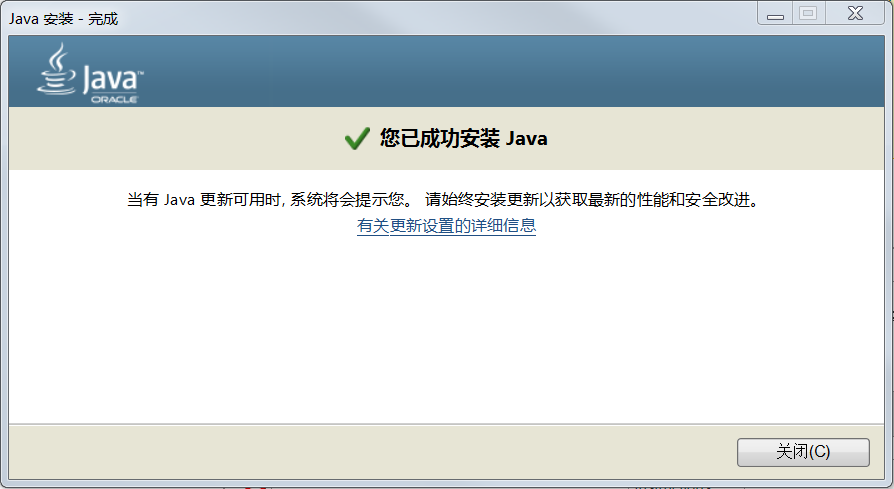 Java 安装 - 完成
Java™
ORACLE
您已成功安装 Java
当有 Java 更新可用时, 系统将会提示您。 请始终安装更新以获取最新的性能和安全改进。
有关更新设置的详细信息
关闭(C)